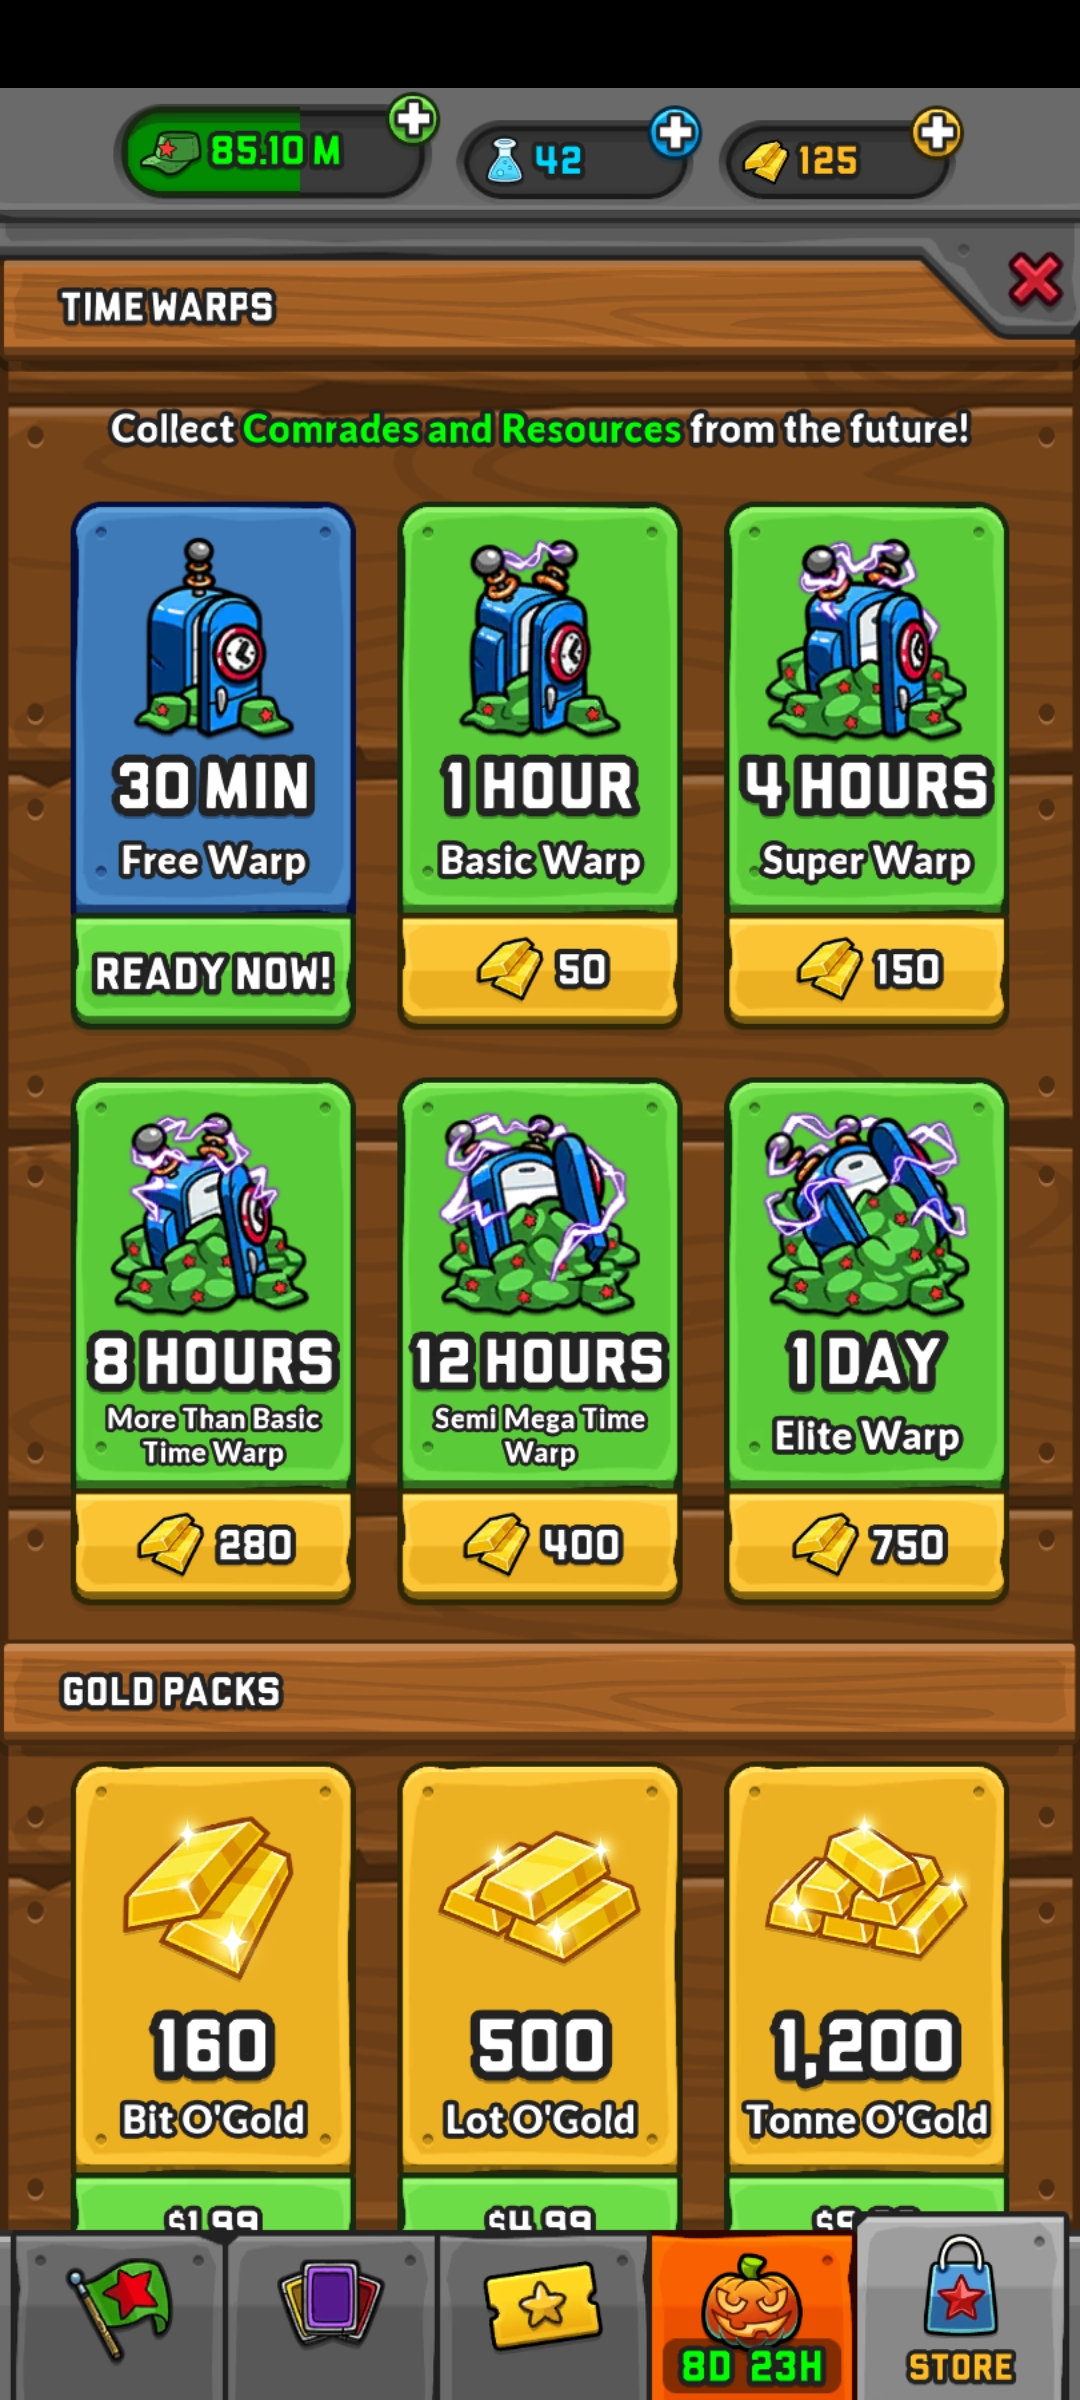 85.10 M
42
125
TIME WARPS
Collect Comrades and Resources from the future!
30 MIN
Free Warp
READY NOW!
1 HOUR
Basic Warp
50
4 HOURS
Super Warp
150
8 HOURS
More Than Basic
Time Warp
280
12 HOURS
Semi Mega Time
Warp
400
1 DAY
Elite Warp
750
GOLD PACKS
160
Bit O'Gold
$1.99
500
Lot O'Gold
$4.99
1,200
Tonne O'Gold
8D 23H
STORE